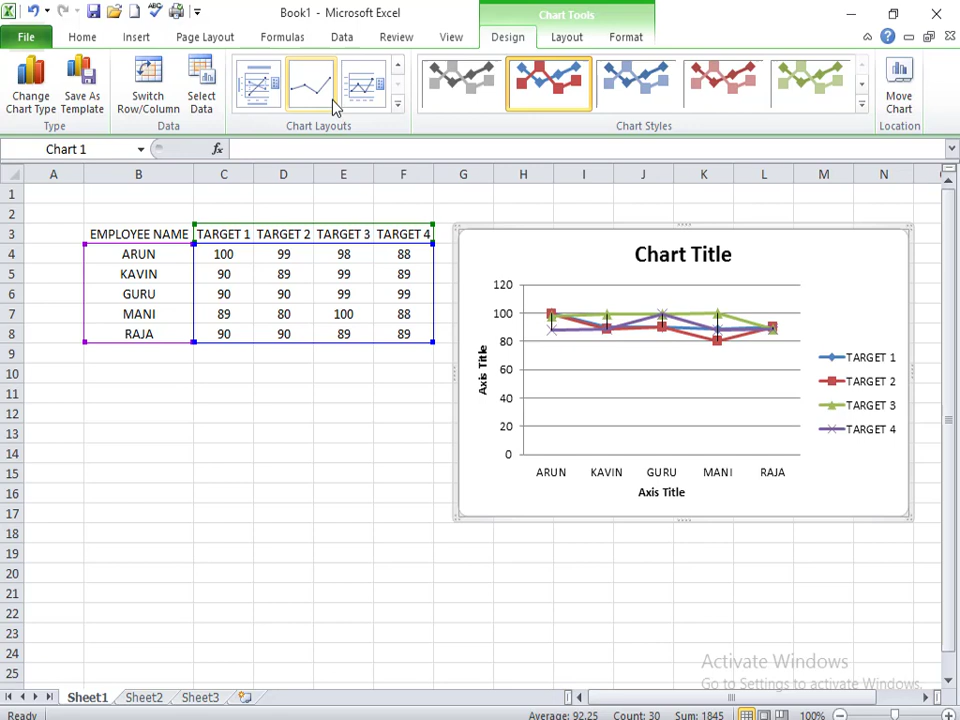 Book1 - Microsoft Excel
Chart Tools
File Home Insert Page Layout Formulas Data Review View Design Layout Format
Change Chart Type
Save As Template
Switch Row/Column
Select Data
Move Chart
Type Data Chart Layouts Chart Styles Location
Chart 1 fx
A B C D E F G H I J K L M N
1
2
3 EMPLOYEE NAME TARGET 1 TARGET 2 TARGET 3 TARGET 4
4 ARUN 100 99 98 88
5 KAVIN 90 89 99 89
6 GURU 90 90 99 99
7 MANI 89 80 100 88
8 RAJA 90 90 89 89
9
10
11
12
13
14
15
16
17
18
19
20
21
22
23
24
25
Chart Title
120
100
80
60
40
20
0
Axis Title
ARUN KAVIN GURU MANI RAJA
Axis Title
TARGET 1
TARGET 2
TARGET 3
TARGET 4
Activate Windows
Go to Settings to activate Windows.
Sheet1 Sheet2 Sheet3
Ready Average: 92.25 Count: 30 Sum: 1845 100%